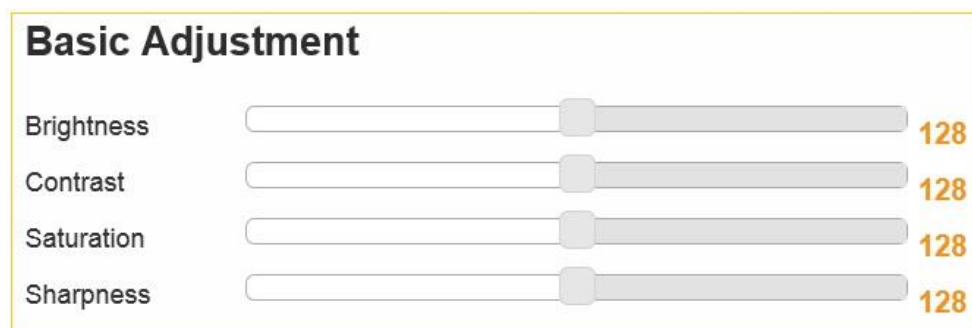 Basic Adjustment
Brightness 128
Contrast 128
Saturation 128
Sharpness 128